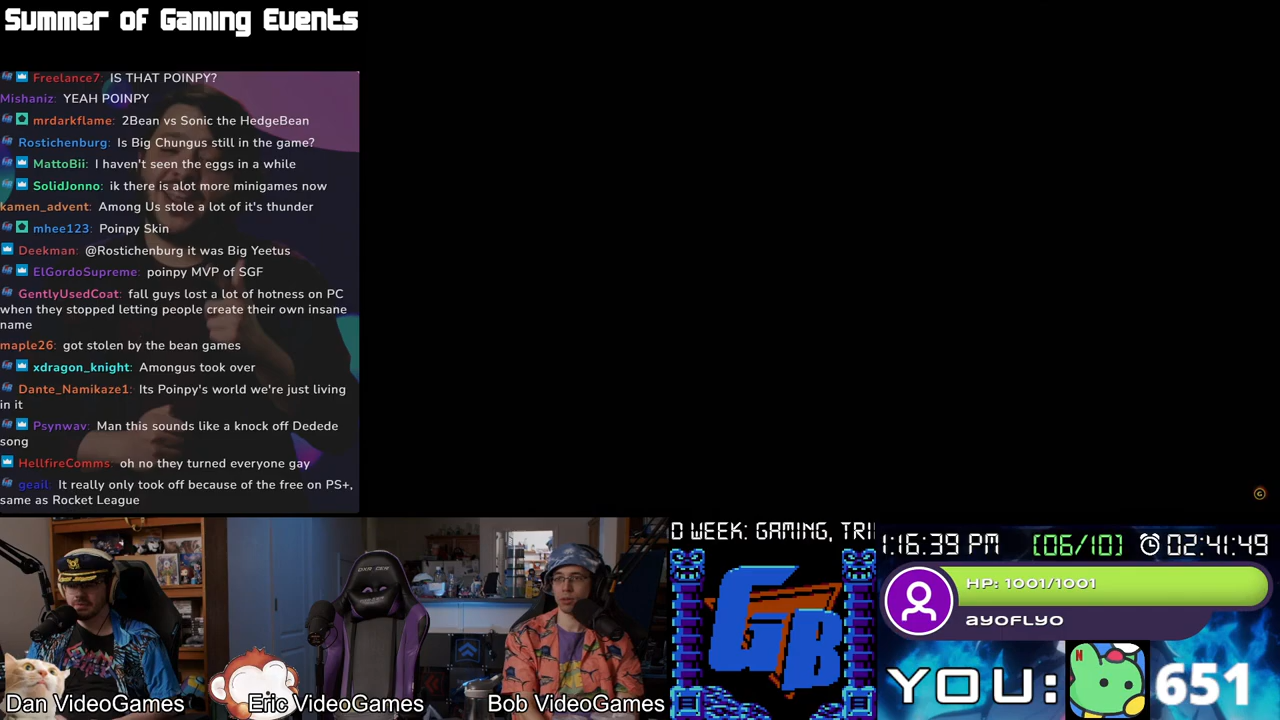 Summer of Gaming Events
Freelance7: IS THAT POINPY?
Mishaniz: YEAH POINPY
mrdarkflame: 2Bean vs Sonic the HedgeBean
Rostichenburg: Is Big Chungus still in the game?
MattoBii: I haven't seen the eggs in a while
SolidJonno: ik there is alot more minigames now
kamen_advent: Among Us stole a lot of it's thunder
mhee123: Poinpy Skin
Deekman: @Rostichenburg it was Big Yeetus
ElGordoSupreme: poinpy MVP of SGF
GentlyUsedCoat: fall guys lost a lot of hotness on PC
when they stopped letting people create their own insane
name
maple26: got stolen by the bean games
xdragon_knight: Amongus took over
Dante_Namikaze1: Its Poinpy's world we're just living
in it
Psynwav: Man this sounds like a knock off Dedede
song
HellfireComms: oh no they turned everyone gay
geail: It really only took off because of the free on PS+,
same as Rocket League
G
D WEEK: GAMING, TRI
:16:39 PM [06/10] 02:41:49
HP: 1001/1001
ayoflyo
GB
DAN VideoGames
Eric VideoGames
Bob VideoGames
YOU: N 651